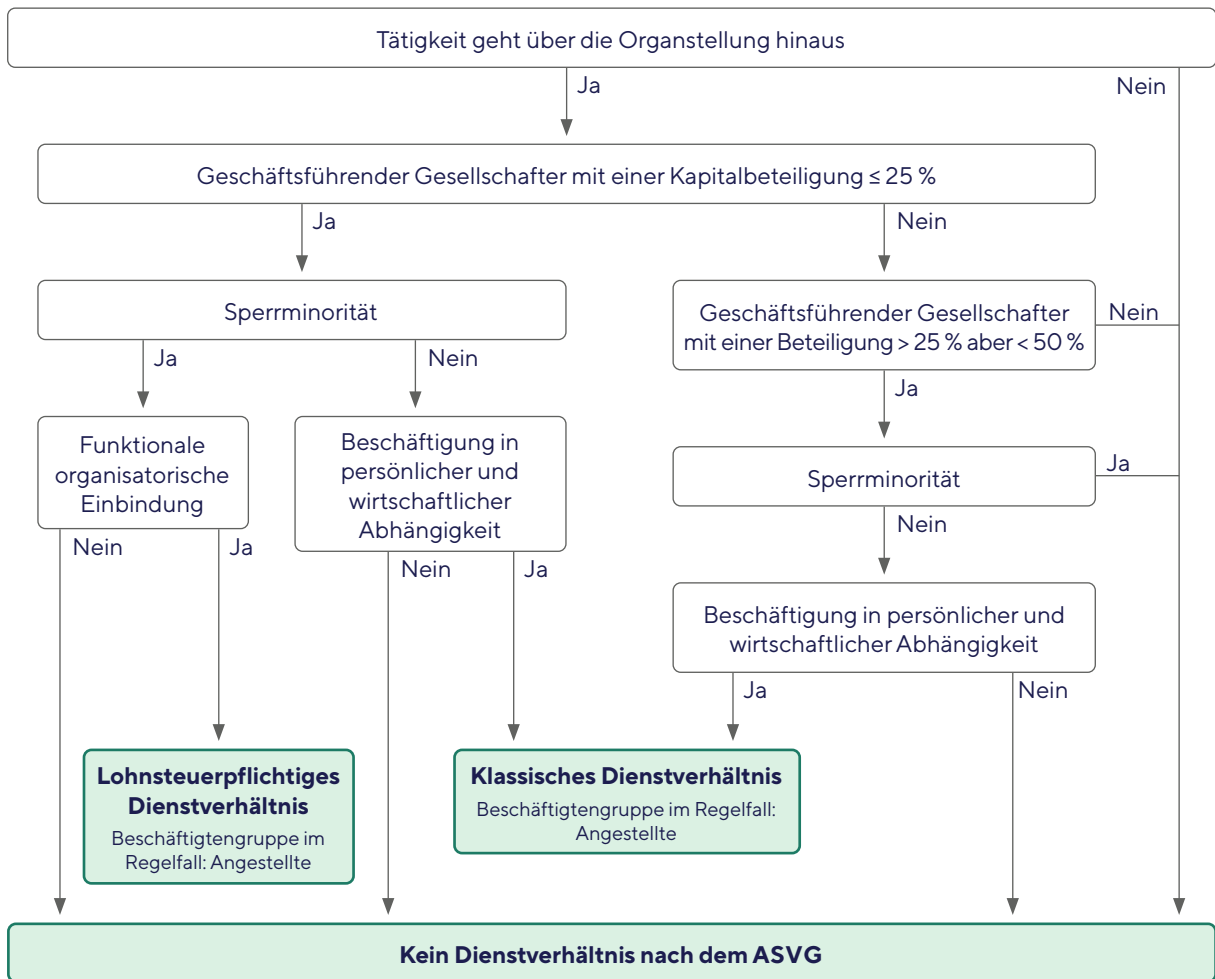 Tätigkeit geht über die Organstellung hinaus
Ja
Nein
Geschäftsführender Gesellschafter mit einer Kapitalbeteiligung ≤ 25 %
Ja
Nein
Sperrminorität
Geschäftsführender Gesellschafter
mit einer Beteiligung > 25 % aber < 50 %
Nein
Ja
Nein
Ja
Funktionale
organisatorische
Einbindung
Beschäftigung in
persönlicher und
wirtschaftlicher
Abhängigkeit
Sperrminorität
Ja
Nein
Ja
Nein
Ja
Nein
Beschäftigung in persönlicher und
wirtschaftlicher Abhängigkeit
Ja
Nein
Lohnsteuerpflichtiges
Dienstverhältnis
Beschäftigtengruppe im
Regelfall: Angestellte
Klassisches Dienstverhältnis
Beschäftigtengruppe im Regelfall:
Angestellte
Kein Dienstverhältnis nach dem ASVG